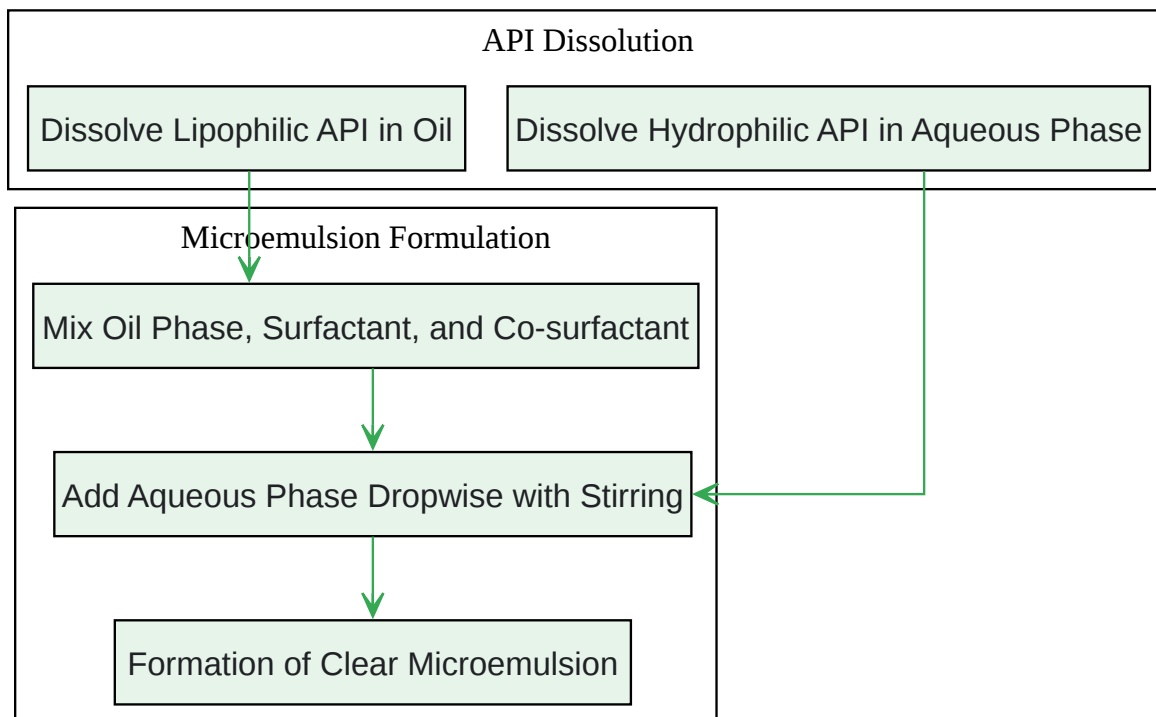 API Dissolution
Dissolve Lipophilic API in Oil
Dissolve Hydrophilic API in Aqueous Phase
Microemulsion Formulation
Mix Oil Phase, Surfactant, and Co-surfactant
Add Aqueous Phase Dropwise with Stirring
Formation of Clear Microemulsion